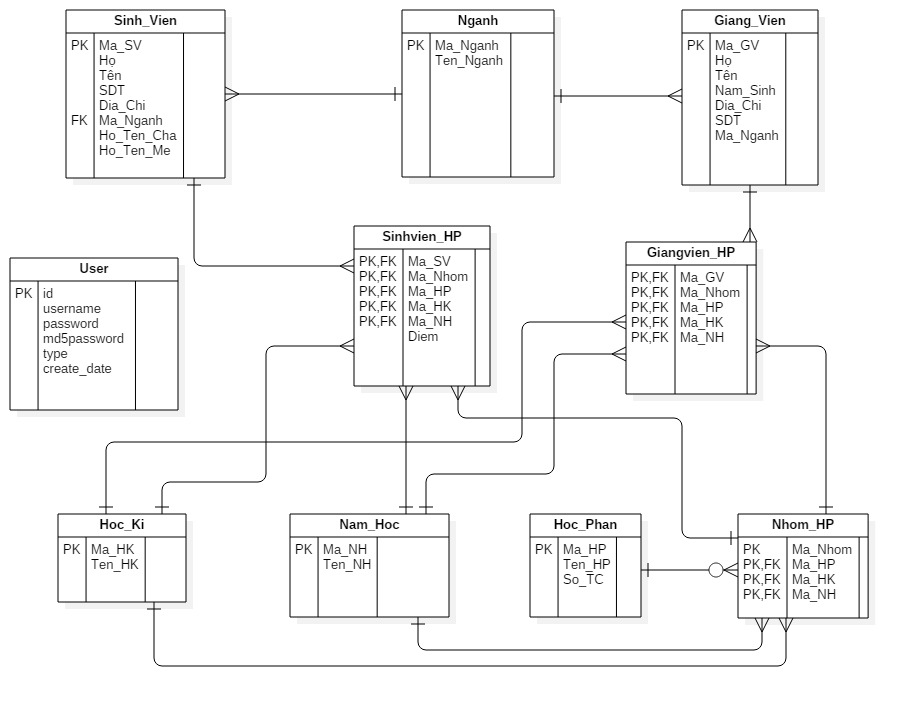 Sinh_Vien
PK Ma_SV
Họ
Tên
SDT
Dia_Chi
FK Ma_Nganh
Ho_Ten_Cha
Ho_Ten_Me
Nganh
PK Ma_Nganh
Ten_Nganh
Giang_Vien
PK Ma_GV
Họ
Tên
Nam_Sinh
Dia_Chi
SDT
Ma_Nganh
User
PK id
username
password
md5password
type
create_date
Sinhvien_HP
PK,FK Ma_SV
PK,FK Ma_Nhom
PK,FK Ma_HP
PK,FK Ma_HK
PK,FK Ma_NH
Diem
Giangvien_HP
PK,FK Ma_GV
PK,FK Ma_Nhom
PK,FK Ma_HP
PK,FK Ma_HK
PK,FK Ma_NH
Hoc_Ki
PK Ma_HK
Ten_HK
Nam_Hoc
PK Ma_NH
Ten_NH
Hoc_Phan
PK Ma_HP
Ten_HP
So_TC
Nhom_HP
PK Ma_Nhom
PK,FK Ma_HP
PK,FK Ma_HK
PK,FK Ma_NH